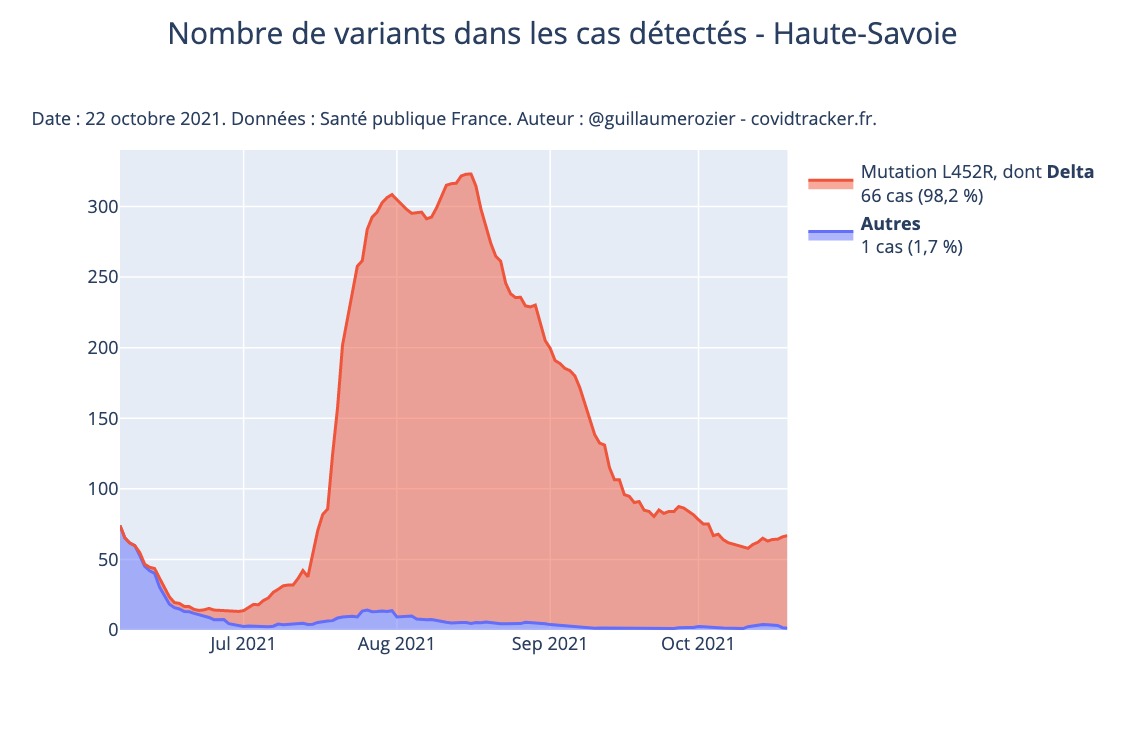 Nombre de variants dans les cas détectés - Haute-Savoie
Date : 22 octobre 2021. Données : Santé publique France. Auteur : @guillaumerozier - covidtracker.fr.
Mutation L452R, dont Delta
66 cas (98,2 %)
Autres
1 cas (1,7 %)
300
250
200
150
100
50
0
Jul 2021
Aug 2021
Sep 2021
Oct 2021